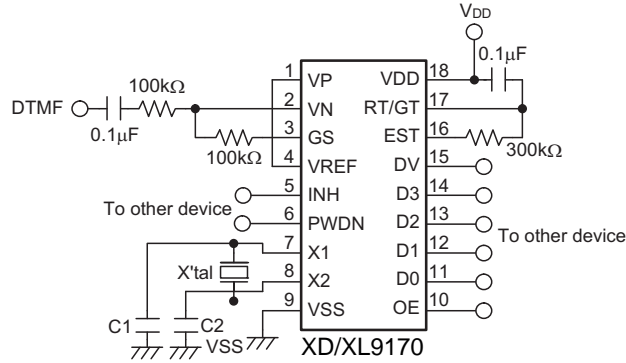 VDD
0.1µF
1 VP VDD 18
100kΩ
DTMF 2 VN RT/GT 17
0.1µF
3 GS EST 16
100kΩ 300kΩ
4 VREF DV 15
5 INH D3 14
To other device
6 PWDN D2 13
To other device
7 X1 D1 12
X'tal
8 X2 D0 11
9 VSS OE 10
C1 C2 VSS
XD/XL9170